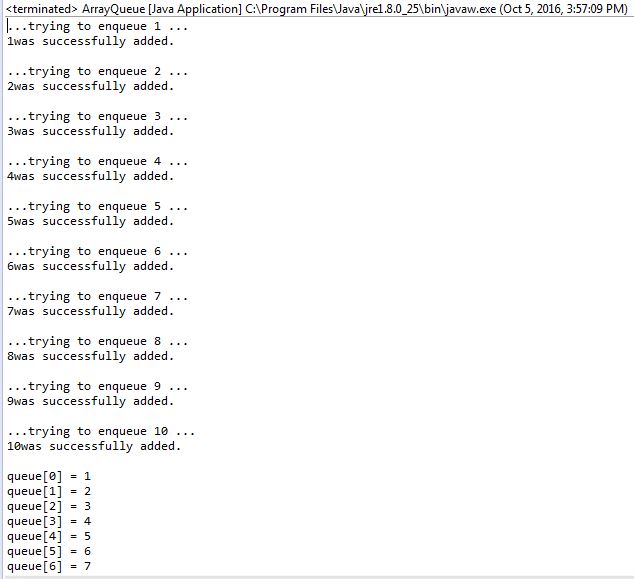 <terminated> ArrayQueue [Java Application] C:\Program Files\Java\jre1.8.0_25\bin\javaw.exe (Oct 5, 2016, 3:57:09 PM)
...trying to enqueue 1 ...
1was successfully added.
...trying to enqueue 2 ...
2was successfully added.
...trying to enqueue 3 ...
3was successfully added.
...trying to enqueue 4 ...
4was successfully added.
...trying to enqueue 5 ...
5was successfully added.
...trying to enqueue 6 ...
6was successfully added.
...trying to enqueue 7 ...
7was successfully added.
...trying to enqueue 8 ...
8was successfully added.
...trying to enqueue 9 ...
9was successfully added.
...trying to enqueue 10 ...
10was successfully added.
queue[0] = 1
queue[1] = 2
queue[2] = 3
queue[3] = 4
queue[4] = 5
queue[5] = 6
queue[6] = 7